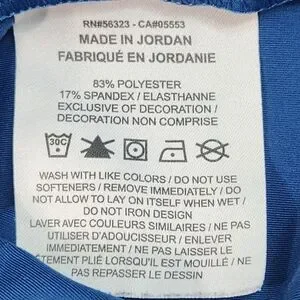 RN#56323 - CA#05553
MADE IN JORDAN
FABRIQUÉ EN JORDANIE
83% POLYESTER
17% SPANDEX / ELASTHANNE
EXCLUSIVE OF DECORATION /
DECORATION NON COMPRISE
30C
WASH WITH LIKE COLORS / DO NOT USE
SOFTENERS / REMOVE IMMEDIATELY / DO
NOT ALLOW TO LAY ON ITSELF WHEN WET /
DO NOT IRON DESIGN
LAVER AVEC COULEURS SIMILAIRES / NE PAS
UTILISER D'ADOUCISSEUR / ENLEVER
IMMÉDIATEMENT / NE PAS LAISSER LE
ÊTEMENT PLIÉ LORSQU'IL EST MOUILLÉ / NE
PAS REPASSER LE DESSIN